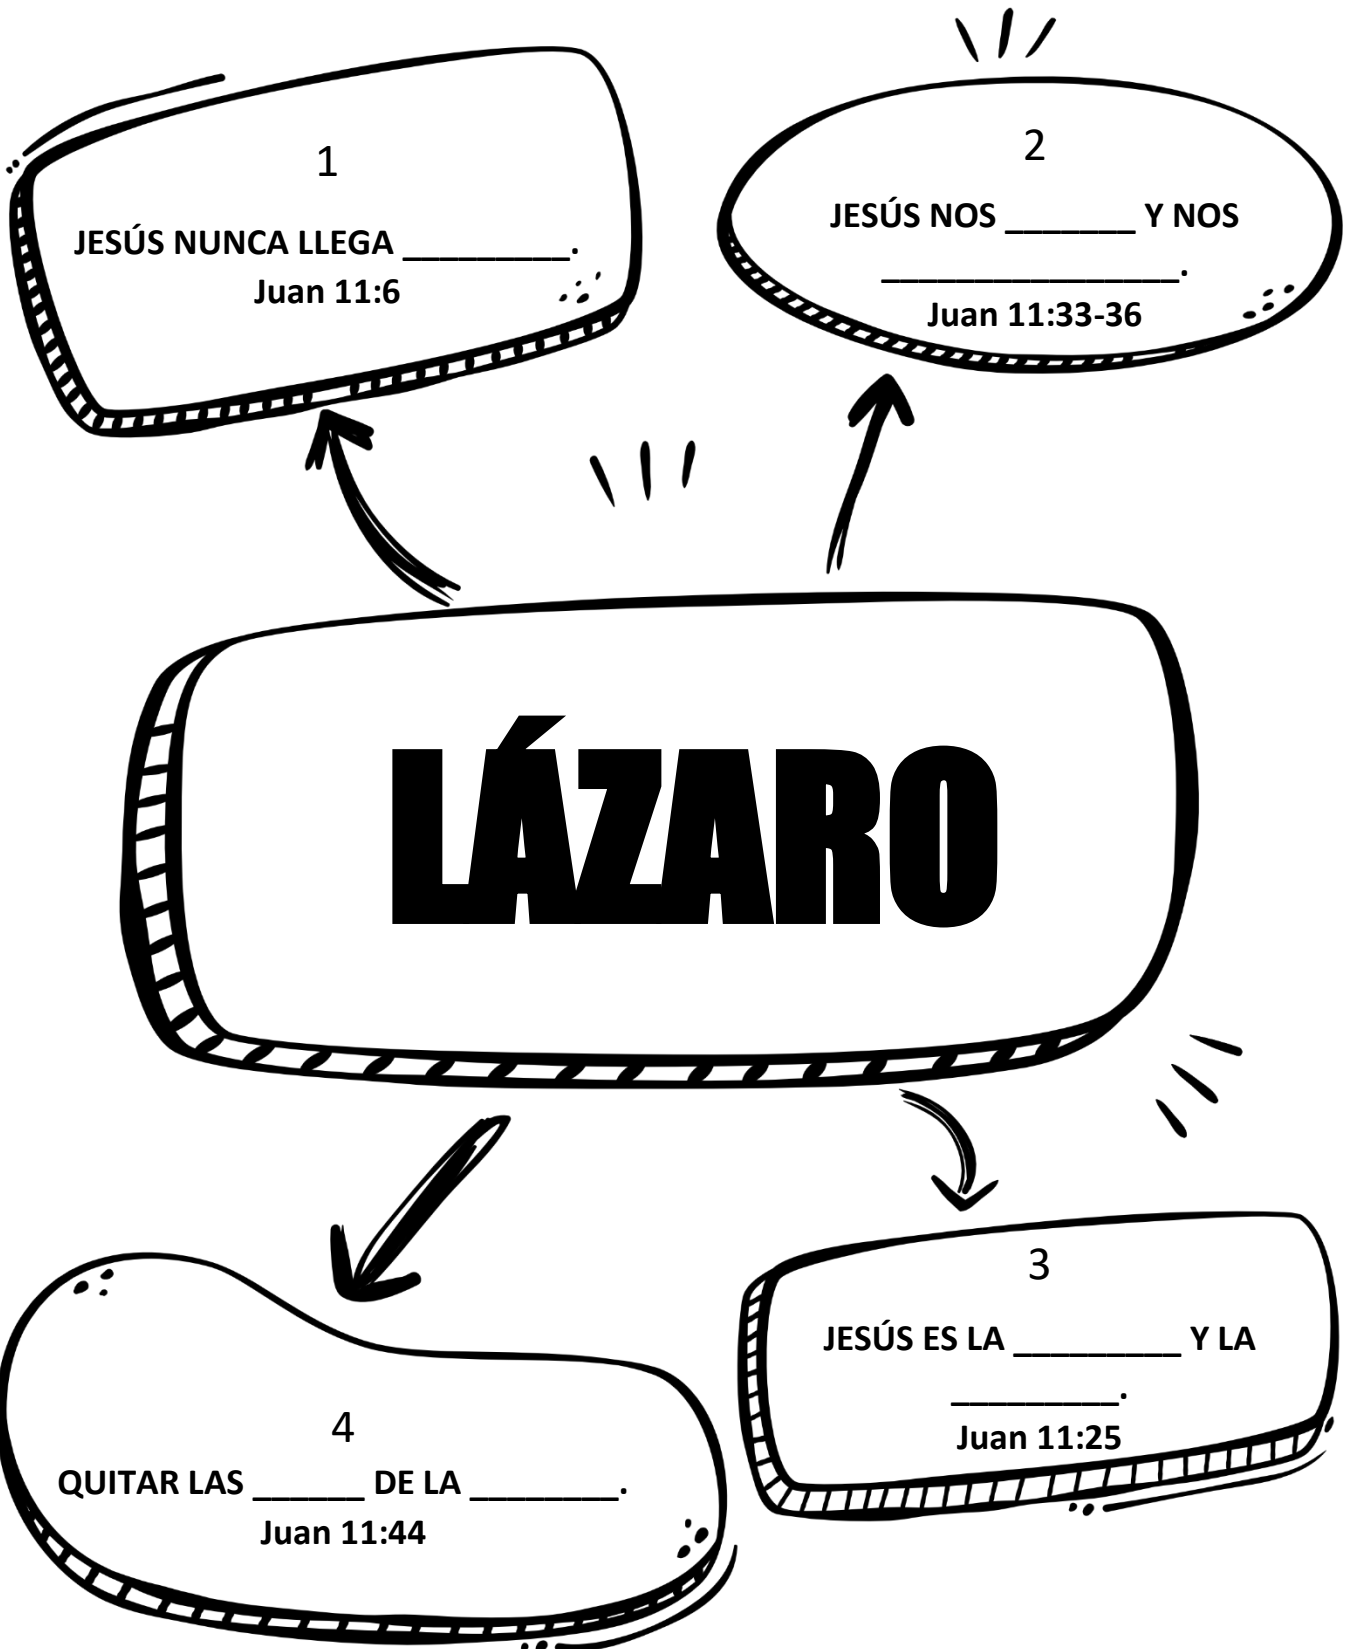 1
JESÚS NUNCA LLEGA _________.
Juan 11:6
2
JESÚS NOS _______ Y NOS
________________.
Juan 11:33-36
LÁZARO
3
JESÚS ES LA _________ Y LA
_________.
Juan 11:25
4
QUITAR LAS ______ DE LA ________.
Juan 11:44